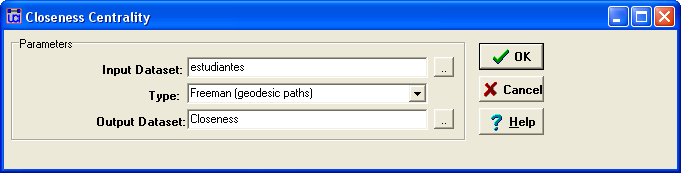 Closeness Centrality
Parameters
Input Dataset: estudiantes ..
Type: Freeman (geodesic paths)
Output Dataset: Closeness ..
OK
Cancel
Help